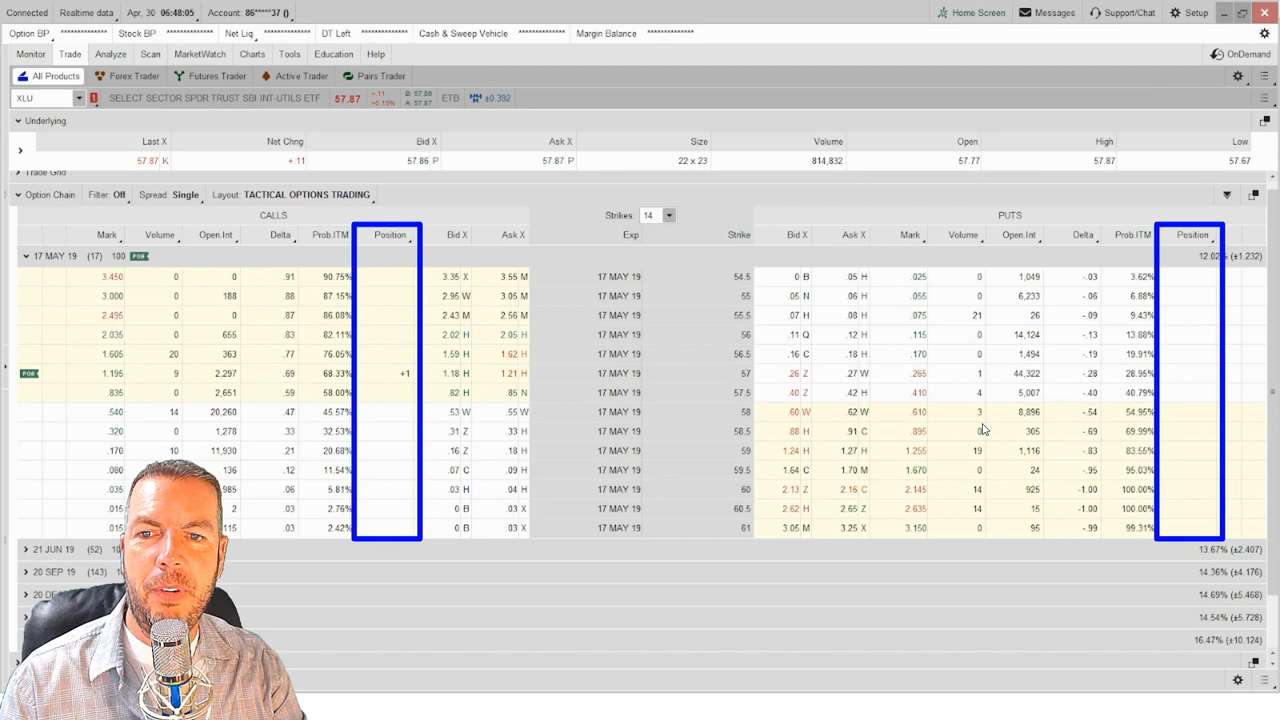 Connected Realtime data Apr, 30 06:48:05 Account: 86*****37 () Home Screen Messages Support/Chat Setup
Option BP ************* Stock BP ************* Net Liq ************* DT Left ************* Cash & Sweep Vehicle ************* Margin Balance *************
Monitor Trade Analyze Scan MarketWatch Charts Tools Education Help OnDemand
All Products Forex Trader Futures Trader Active Trader Pairs Trader
XLU 1 SELECT SECTOR SPDR TRUST SBI INT-UTILS ETF 57.87 +.11 +0.19% B: 57.86 A: 57.87 ETB ±0.392
Underlying
Last X Net Chng Bid X Ask X Size Volume Open High Low
57.87 K +.11 57.86 P 57.87 P 22 x 23 814,832 57.77 57.87 57.67
Trade Grid
Option Chain Filter: Off Spread: Single Layout: TACTICAL OPTIONS TRADING
CALLS Strikes: 14 PUTS
Mark Volume Open.Int Delta Prob.ITM Position Bid X Ask X Exp Strike Bid X Ask X Mark Volume Open.Int Delta Prob.ITM Position
17 MAY 19 (17) 100 POS (±1.232)
3.450 0 0 .91 90.75% 3.35 X 3.55 M 17 MAY 19 54.5 0 B .05 H .025 0 1,049 -.03 3.62%
3.000 0 188 .88 87.15% 2.95 W 3.05 M 17 MAY 19 55 .05 N .06 H .055 0 6,233 -.06 6.88%
2.495 0 0 .87 86.08% 2.43 M 2.56 M 17 MAY 19 55.5 .07 H .08 H .075 21 26 -.09 9.43%
2.035 0 655 .83 82.11% 2.02 H 2.05 H 17 MAY 19 56 .11 Q .12 H .115 0 14,124 -.13 13.88%
1.605 20 363 .77 76.05% 1.59 H 1.62 H 17 MAY 19 56.5 .16 C .18 H .170 0 1,494 -.18 19.91%
POS 1.195 9 2,297 .69 68.33% +1 1.18 H 1.21 H 17 MAY 19 57 .26 Z .27 W .265 1 44,322 -.28 28.95%
.835 0 2,651 .59 58.00% .82 H .85 N 17 MAY 19 57.5 .40 Z .42 H .410 4 5,007 -.40 40.79%
.540 14 20,260 .47 45.57% .53 W .55 W 17 MAY 19 58 .60 W .62 W .610 3 8,896 -.54 54.95%
.320 0 1,278 .33 32.53% .31 Z .33 H 17 MAY 19 58.5 .88 H .91 C .895 0 305 -.69 69.99%
.170 10 11,930 .21 20.68% .16 Z .18 H 17 MAY 19 59 1.24 H 1.27 H 1.255 19 1,116 -.83 83.55%
.080 136 .12 11.54% .07 C .09 H 17 MAY 19 59.5 1.64 C 1.70 M 1.670 0 24 -.95 95.03%
.035 985 .06 5.81% .03 H .04 H 17 MAY 19 60 2.13 Z 2.16 C 2.145 14 925 -1.00 100.00%
.015 2 .03 2.76% 0 B .03 X 17 MAY 19 60.5 2.62 H 2.65 Z 2.635 14 15 -1.00 100.00%
.015 115 .03 2.42% 0 B .03 X 17 MAY 19 61 3.05 M 3.25 X 3.150 0 95 -.99 99.31%
21 JUN 19 (52) 13.67% (±2.407)
20 SEP 19 (143) 14.36% (±4.176)
20 14.69% (±5.468)
14.54% (±5.728)
16.47% (±10.124)